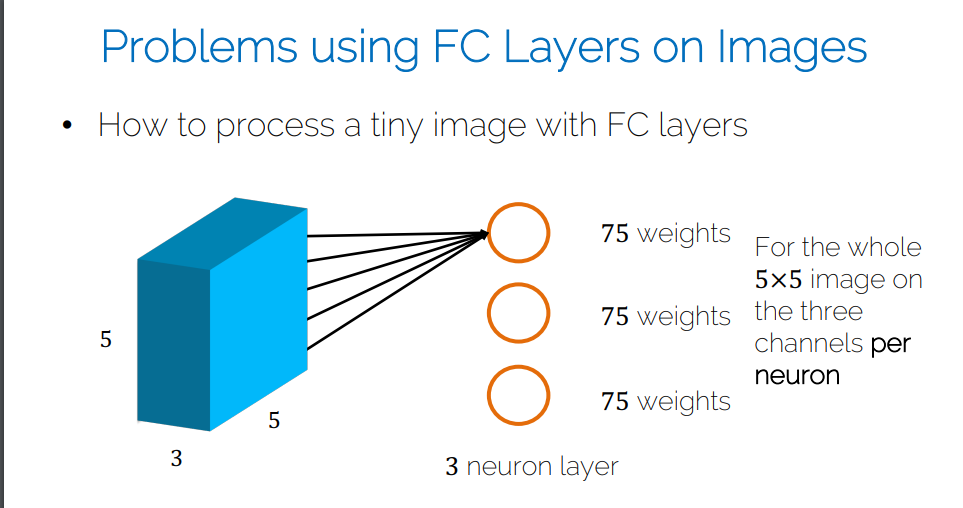 Problems using FC Layers on Images
• How to process a tiny image with FC layers
5
5
3
75 weights
75 weights
75 weights
3 neuron layer
For the whole
5×5 image on
the three
channels per
neuron